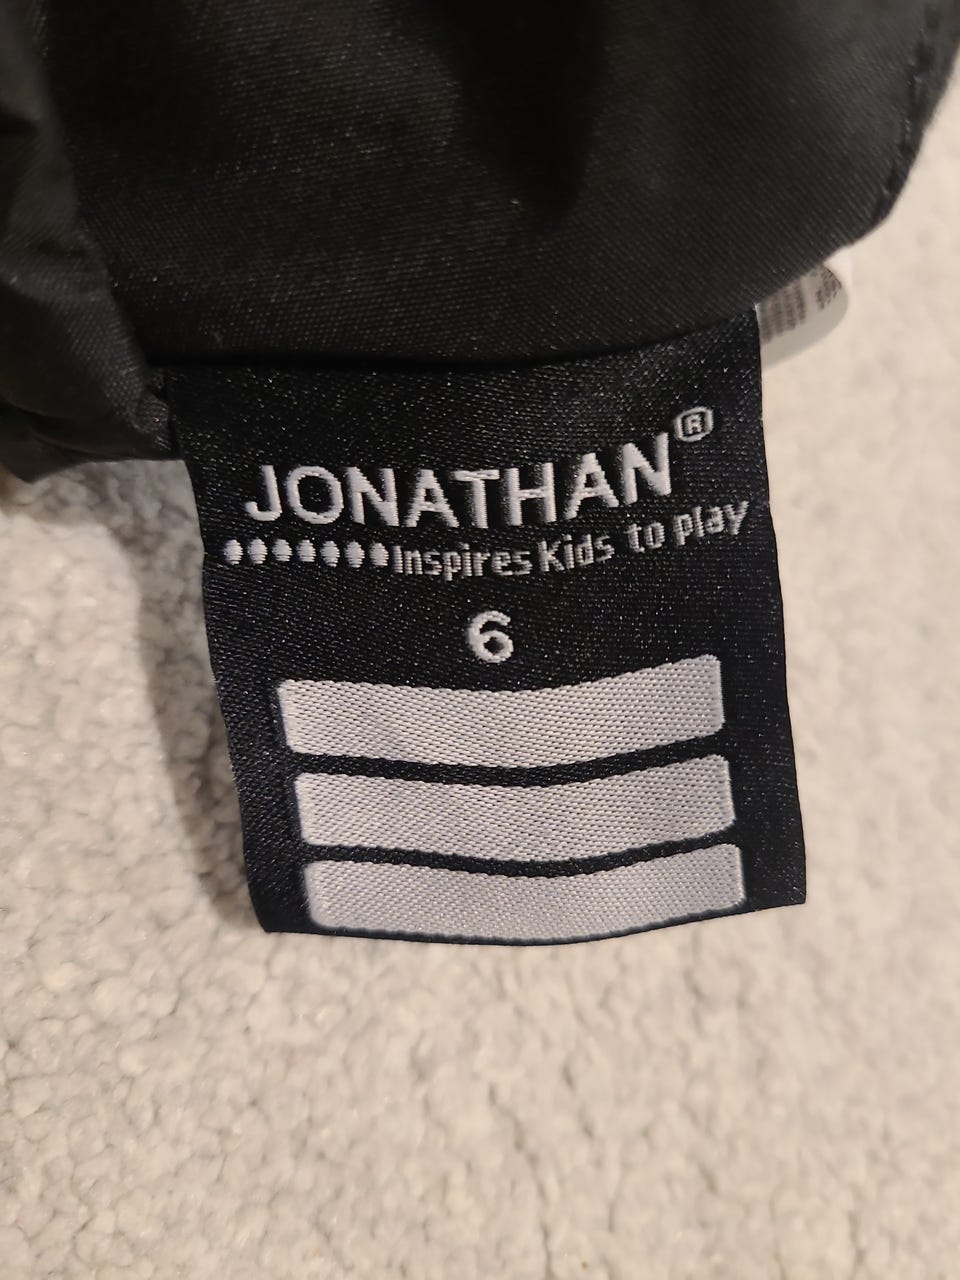 JONATHAN®
Inspires Kids to play
6